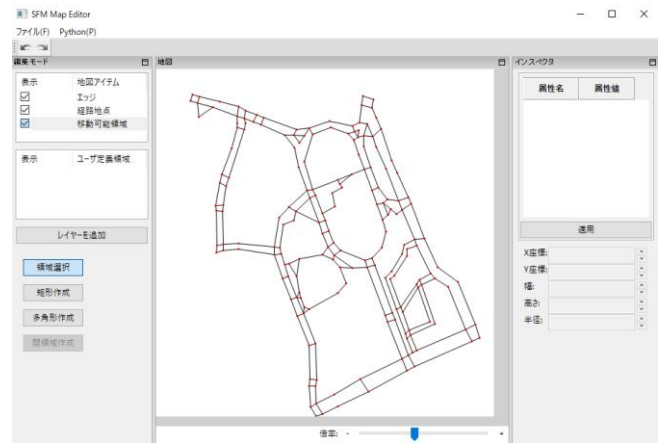 SFM Map Editor
ファイル(F) Python(P)
編集モード
表示 地図アイテム
エッジ
経路地点
移動可能領域
表示 ユーザ定義領域
レイヤーを追加
領域選択
矩形作成
多角形作成
閉領域作成
地図
倍率: - +
インスペクタ
属性名 属性値
適用
X座標:
Y座標:
幅:
高さ:
半径: